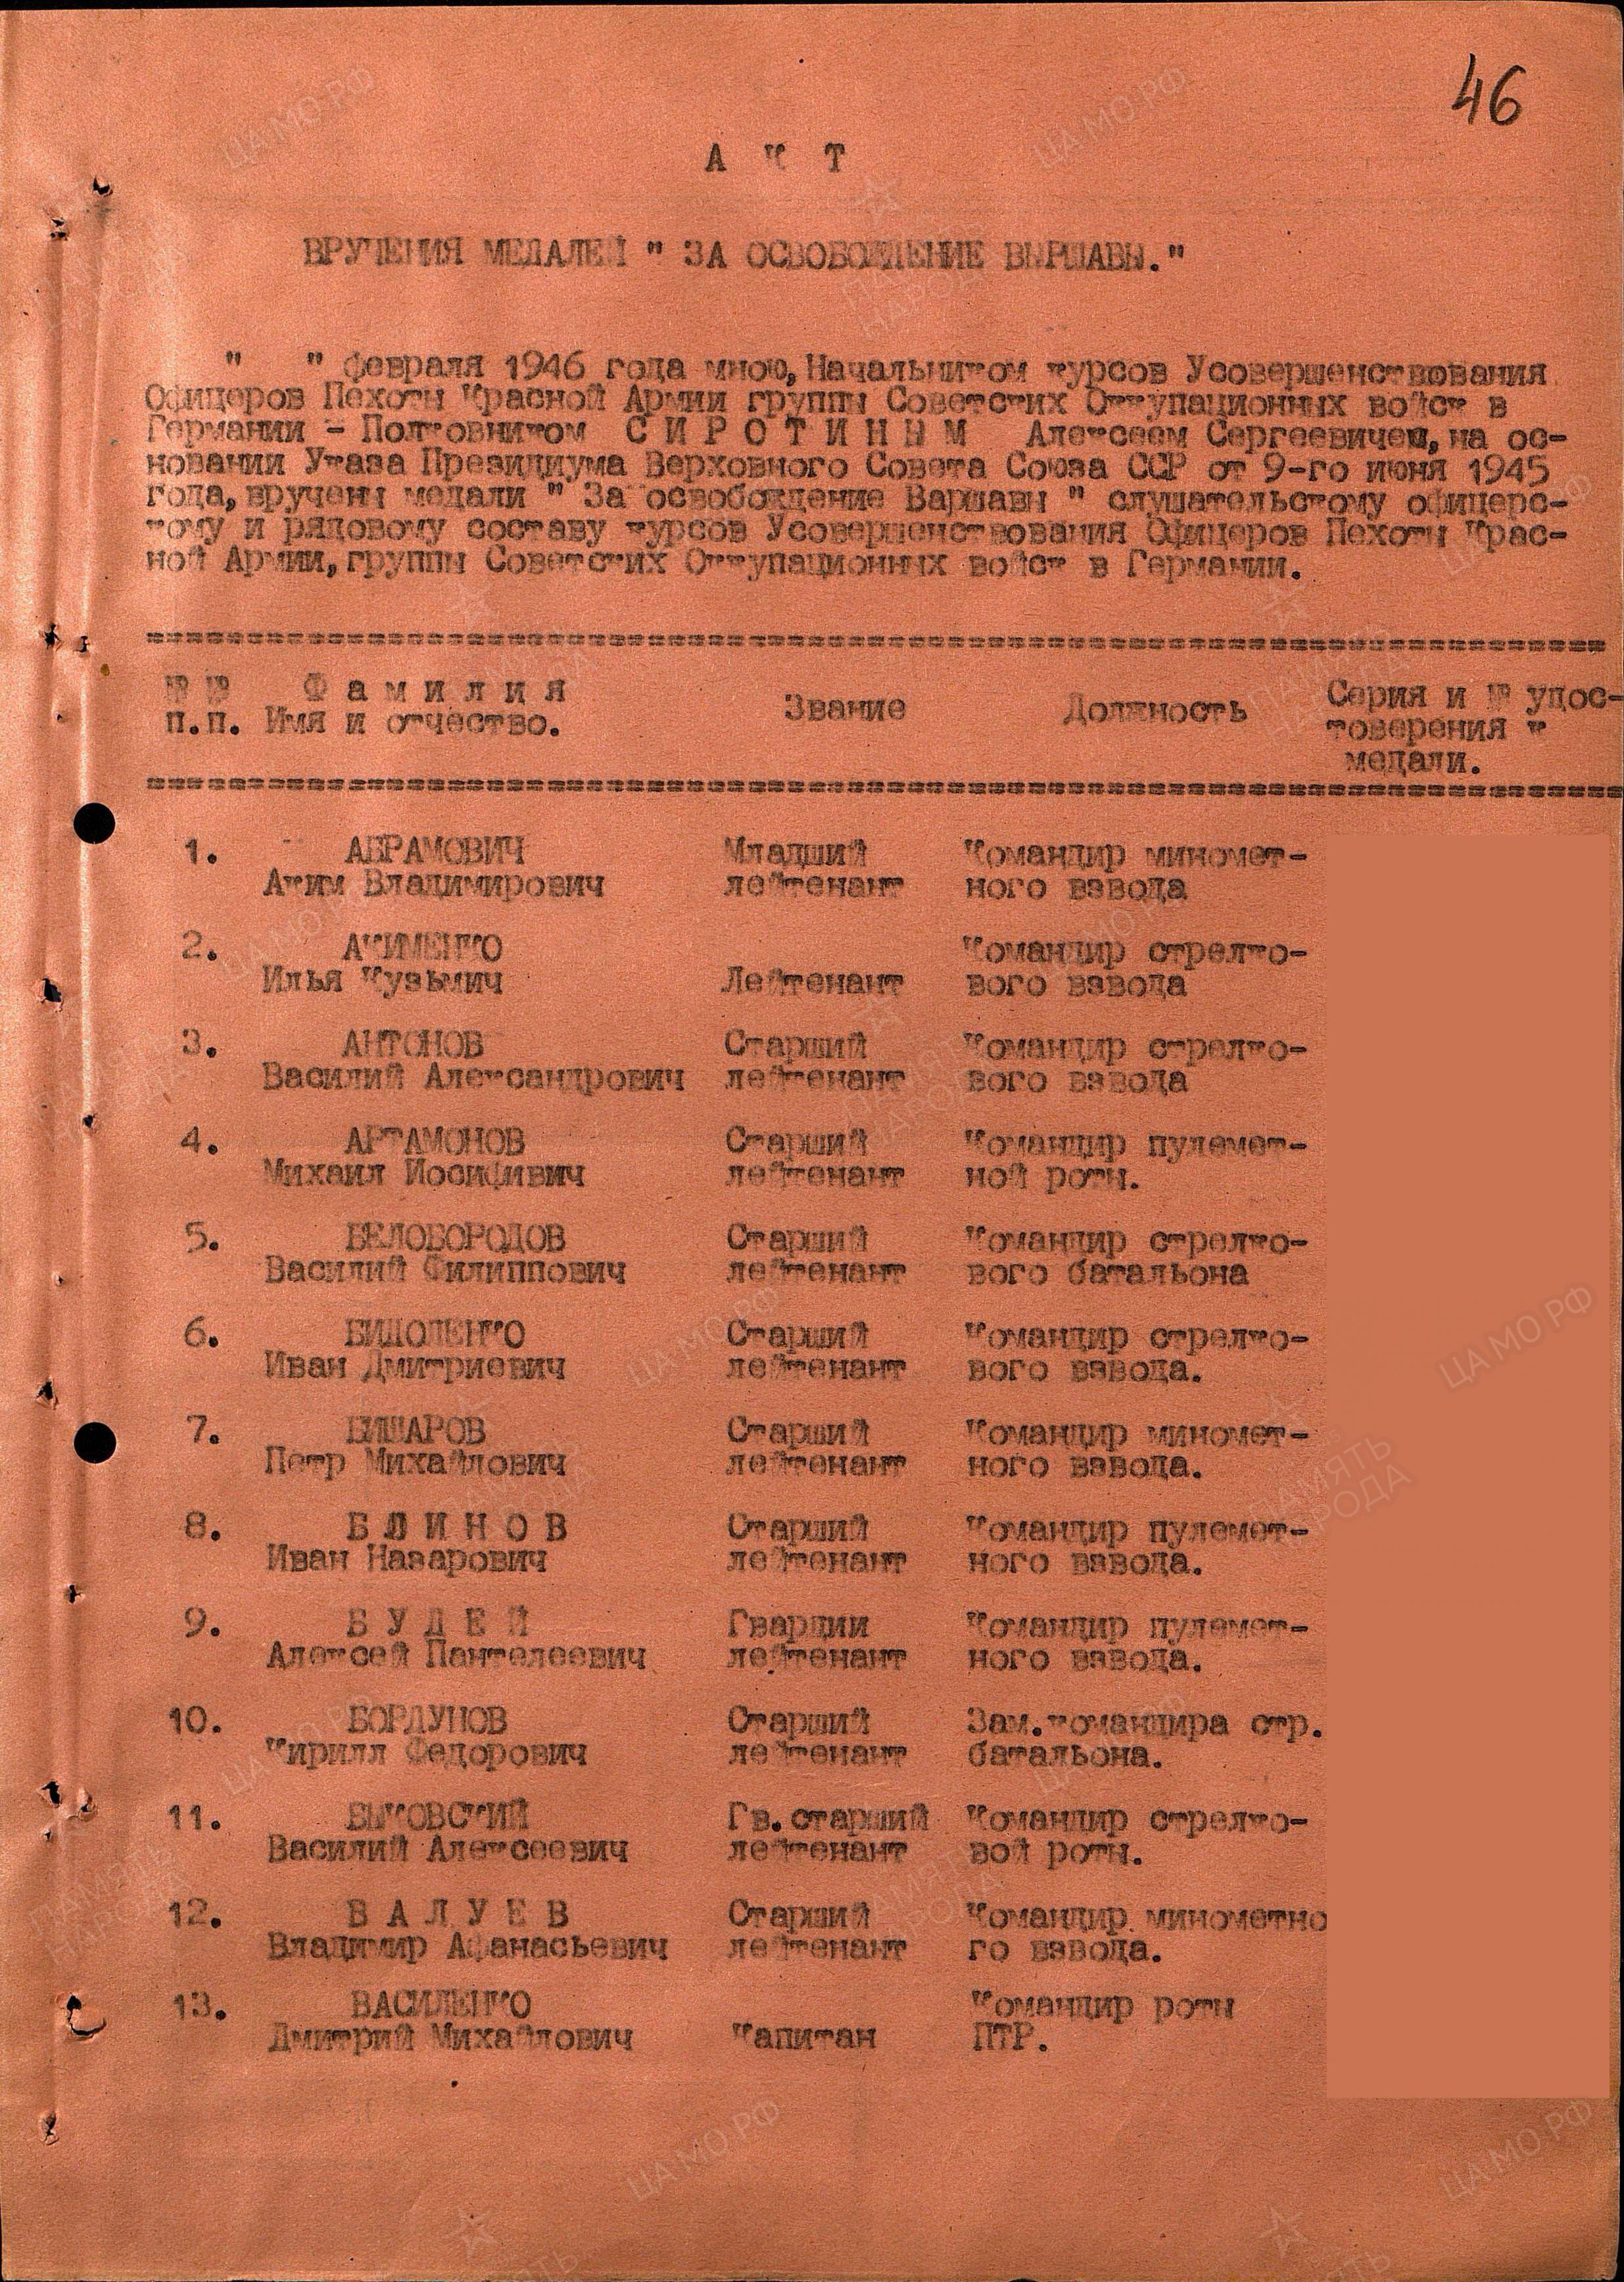 46
А К Т
ВРУЧЕНИЯ МЕДАЛЕЙ " ЗА ОСВОБОЖДЕНИЕ ВЫРШАВЫ."
" " февраля 1946 года мною, Начальником курсов Усовершенствования
Офицеров Пехоты Красной Армии группы Советских Оккупационных войск в
Германии - Полковником С И Р О Т И Н Ы М Алексеем Сергеевичем, на ос-
новании Указа Президиума Верховного Совета Союза ССР от 9-го июня 1945
года, вручены медали " За освобождение Варшавы " слушательскому офицерс-
кому и рядовому составу курсов Усовершенствования Офицеров Пехоты Крас-
ной Армии, группы Советских Оккупационных войск в Германии.
№ № Ф а м и л и я Звание Должность Серия и № удос-
п.п. Имя и отчество. товерения к
медали.
1. АБРАМОВИЧ Младший Командир миномет-
Аким Владимирович лейтенант ного взвода
2. АКИМЕНКО Командир стрелко-
Илья Кузьмич Лейтенант вого взвода
3. АНТОНОВ Старший Командир стрелко-
Василий Александрович лейтенант вого взвода
4. АРТАМОНОВ Старший Командир пулемет-
Михаил Иосифивич лейтенант ной роты.
5. БЕЛОБОРОДОВ Старший Командир стрелко-
Василий Филиппович лейтенант вого батальона
6. Старший Командир стрелко-
Иван Дмитриевич лейтенант вого взвода.
7. БИШАРОВ Старший Командир миномет-
Петр Михайлович лейтенант ного взвода.
8. Б Л И Н О В Старший Командир пулемет-
Иван Назарович лейтенант ного взвода.
9. Гвардии Командир пулемет-
Алексей Пантелеевич лейтенант ного взвода.
10. БОРДУНОВ Старший Зам.командира стр.
Кирилл Федорович лейтенант батальона.
11. БЫКОВСКИЙ Гв.старший Командир стрелко-
Василий Алексеевич лейтенант вой роты.
12. В А Л У Е В Старший Командир минометно
Владимир Афанасьевич лейтенант го взвода.
13. ВАСИЛЕНКО Командир роты
Дмитрий Михайлович Капитан ПТР.